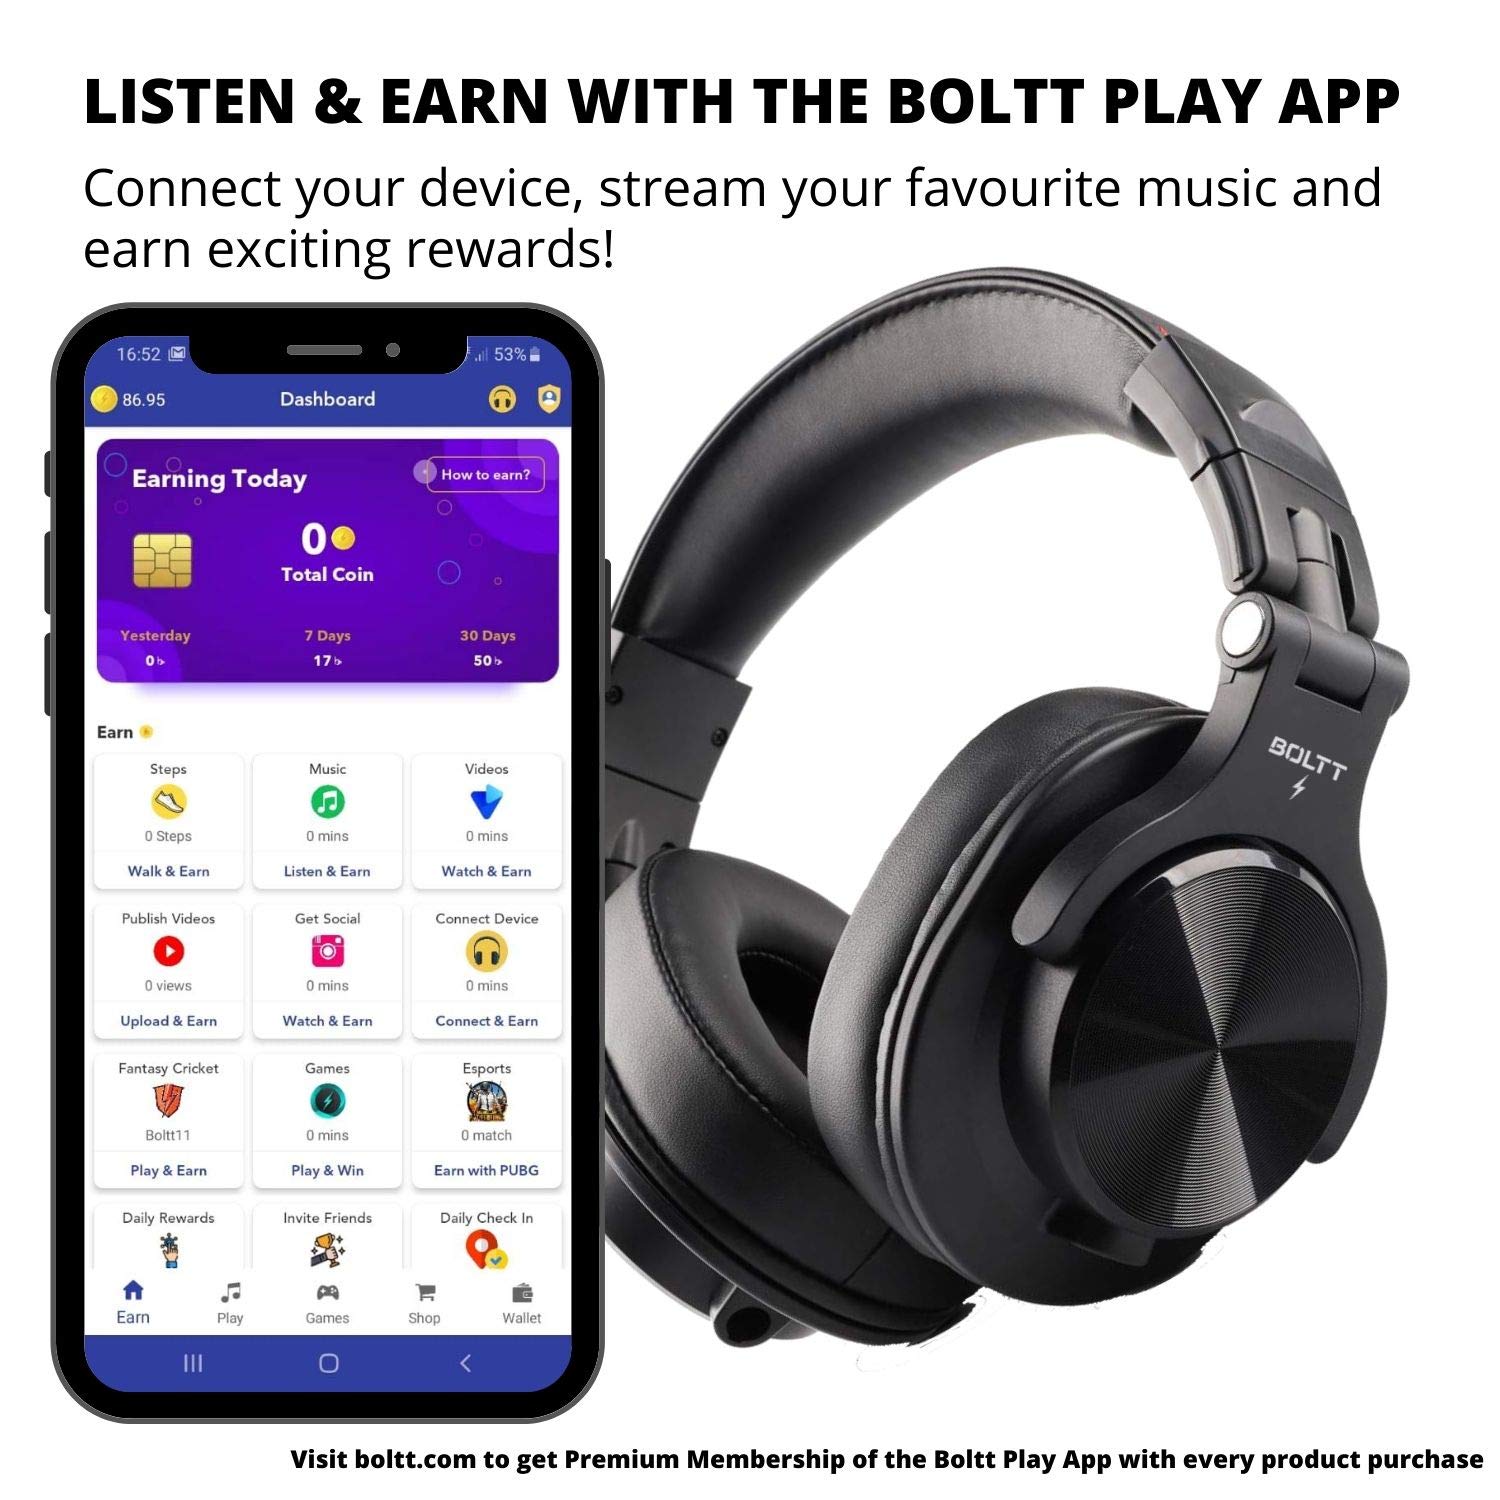 LISTEN & EARN WITH THE BOLTT PLAY APP
Connect your device, stream your favourite music and
earn exciting rewards!
16:52 53%
86.95 Dashboard
Earning Today How to earn?
0
Total Coin
Yesterday 7 Days 30 Days
0 17 50
Earn
Steps Music Videos
0 Steps 0 mins 0 mins
Walk & Earn Listen & Earn Watch & Earn
Publish Videos Get Social Connect Device
0 views 0 mins 0 mins
Upload & Earn Watch & Earn Connect & Earn
Fantasy Cricket Games Esports
Boltt11 0 mins 0 match
Play & Earn Play & Win Earn with PUBG
Daily Rewards Invite Friends Daily Check In
Earn Play Games Shop Wallet
BOLTT
Visit boltt.com to get Premium Membership of the Boltt Play App with every product purchase